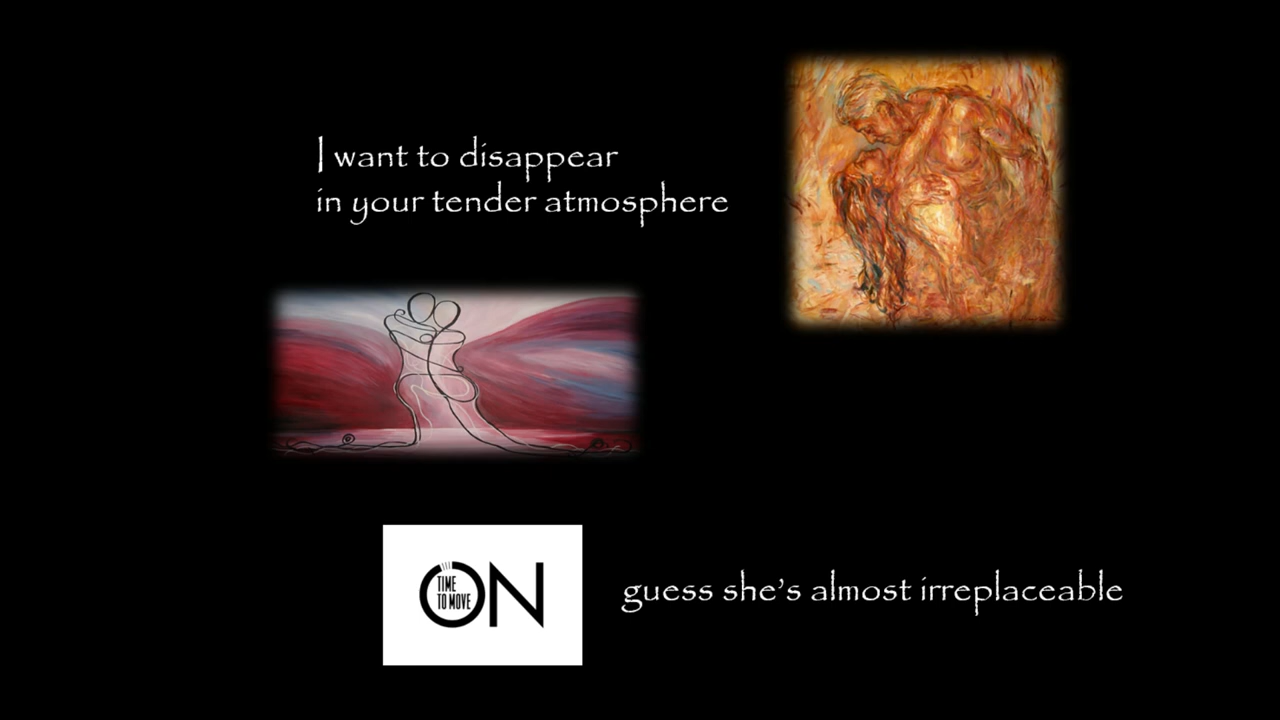 I want to disappear
in your tender atmosphere
TIME
TO MOVE
ON
guess she's almost irreplaceable